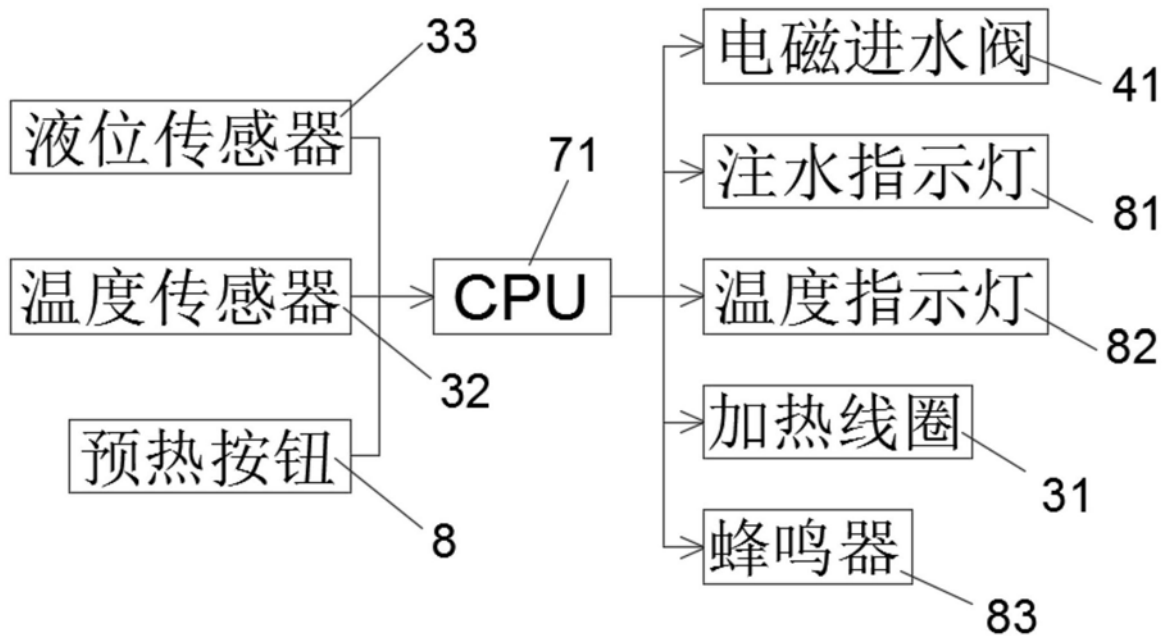 33
液位传感器
温度传感器
32
预热按钮
8
71
CPU
电磁进水阀
41
注水指示灯
81
温度指示灯
82
加热线圈
31
蜂鸣器
83